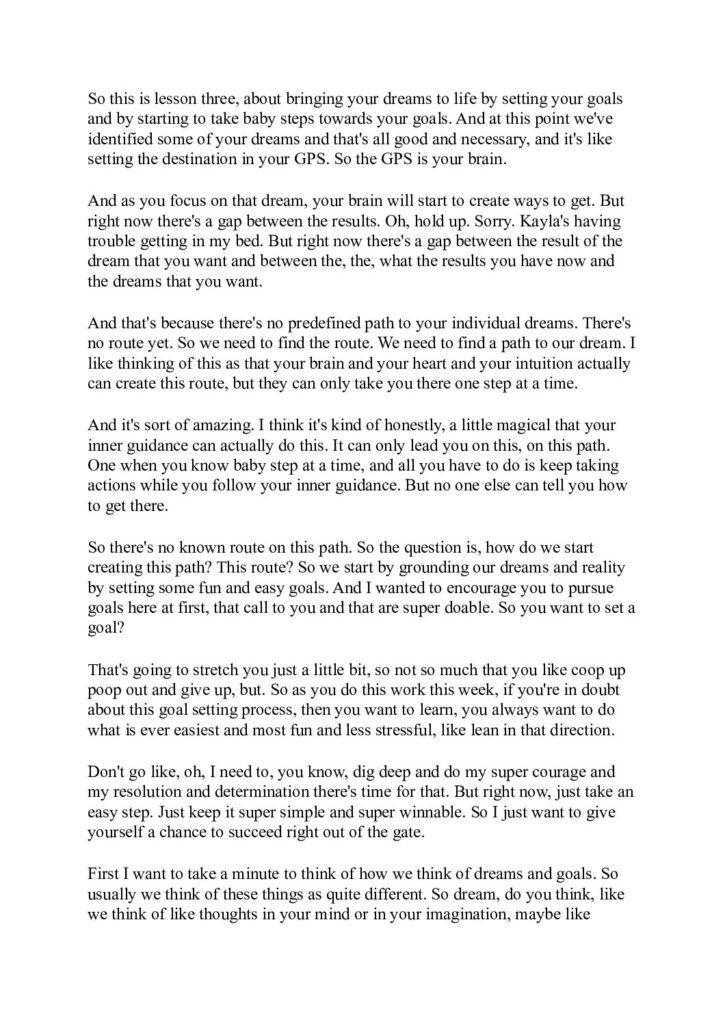 So this is lesson three, about bringing your dreams to life by setting your goals
and by starting to take baby steps towards your goals. And at this point we've
identified some of your dreams and that's all good and necessary, and it's like
setting the destination in your GPS. So the GPS is your brain.
And as you focus on that dream, your brain will start to create ways to get. But
right now there's a gap between the results. Oh, hold up. Sorry. Kayla's having
trouble getting in my bed. But right now there's a gap between the result of the
dream that you want and between the, the, what the results you have now and
the dreams that you want.
And that's because there's no predefined path to your individual dreams. There's
no route yet. So we need to find the route. We need to find a path to our dream. I
like thinking of this as that your brain and your heart and your intuition actually
can create this route, but they can only take you there one step at a time.
And it's sort of amazing. I think it's kind of honestly, a little magical that your
inner guidance can actually do this. It can only lead you on this, on this path.
One when you know baby step at a time, and all you have to do is keep taking
actions while you follow your inner guidance. But no one else can tell you how
to get there.
So there's no known route on this path. So the question is, how do we start
creating this path? This route? So we start by grounding our dreams and reality
by setting some fun and easy goals. And I wanted to encourage you to pursue
goals here at first, that call to you and that are super doable. So you want to set a
goal?
That's going to stretch you just a little bit, so not so much that you like coop up
poop out and give up, but. So as you do this work this week, if you're in doubt
about this goal setting process, then you want to learn, you always want to do
what is ever easiest and most fun and less stressful, like lean in that direction.
Don't go like, oh, I need to, you know, dig deep and do my super courage and
my resolution and determination there's time for that. But right now, just take an
easy step. Just keep it super simple and super winnable. So I just want to give
yourself a chance to succeed right out of the gate.
First I want to take a minute to think of how we think of dreams and goals. So
usually we think of these things as quite different. So dream, do you think, like
we think of like thoughts in your mind or in your imagination, maybe like